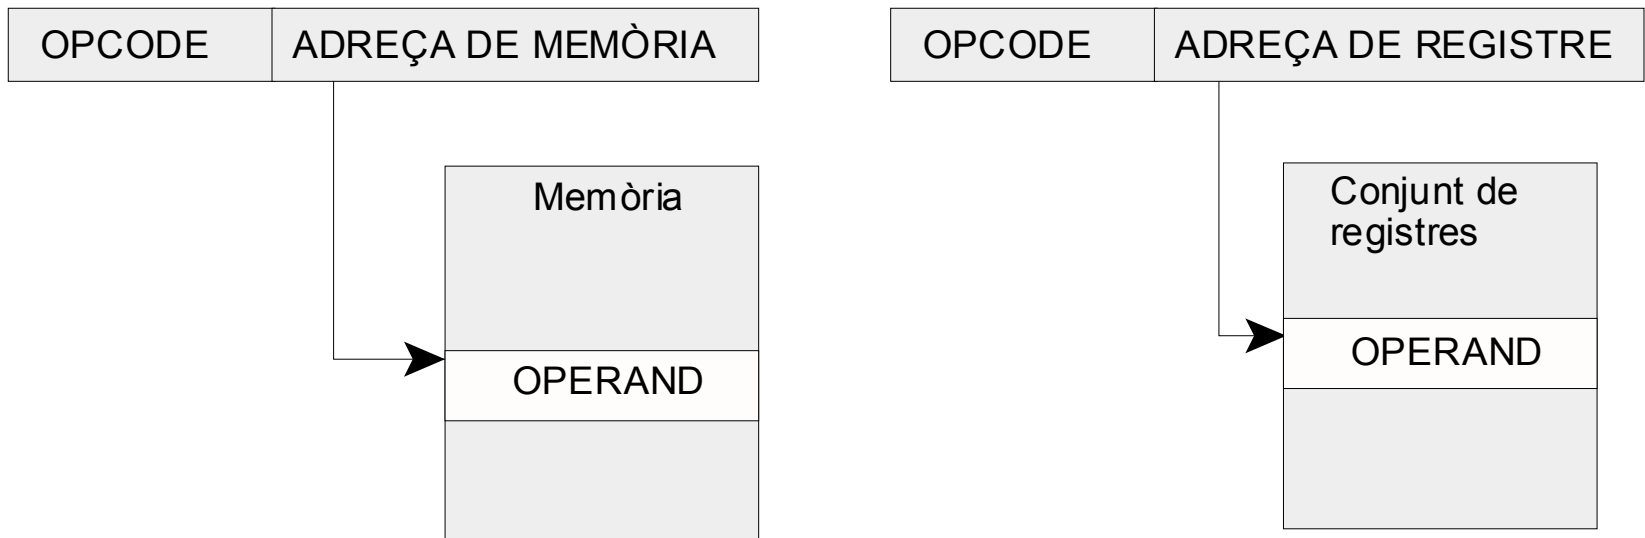 OPCODE
ADREÇA DE MEMÒRIA
Memòria
OPERAND
OPCODE
ADREÇA DE REGISTRE
Conjunt de
registres
OPERAND